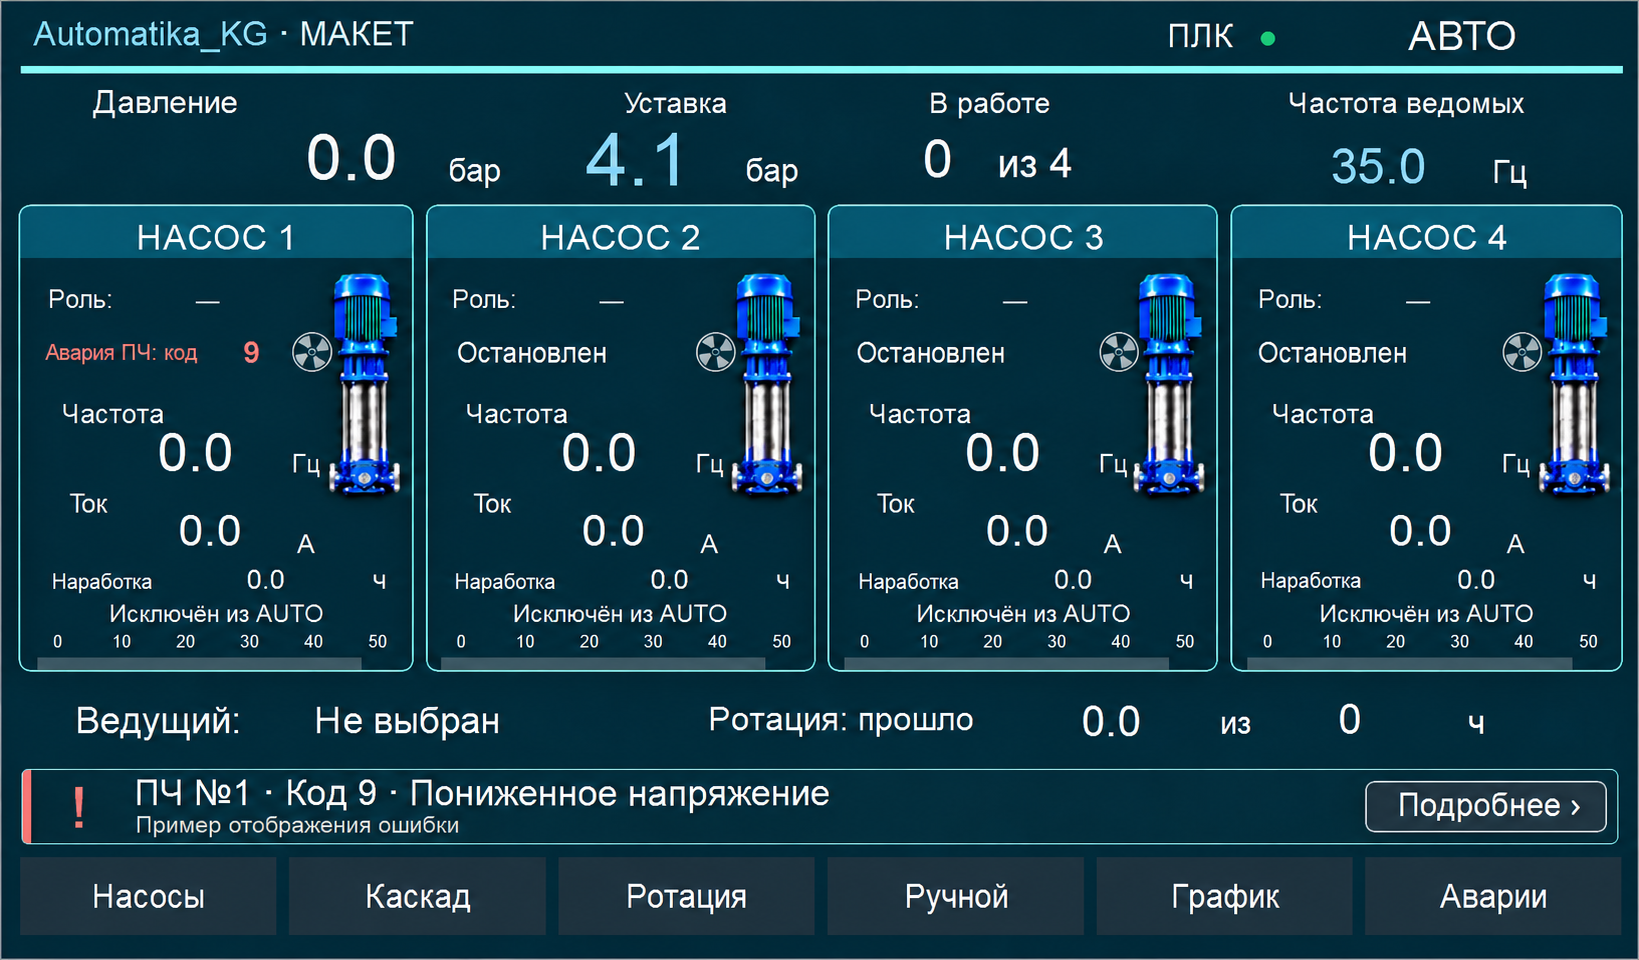 Automatika_KG · МАКЕТ ПЛК АВТО
Давление Уставка В работе Частота ведомых
0.0 бар 4.1 бар 0 из 4 35.0 Гц
НАСОС 1
Роль: —
Авария ПЧ: код 9
Частота
0.0 Гц
Ток
0.0 А
Наработка 0.0 ч
Исключён из AUTO
0 10 20 30 40 50
НАСОС 2
Роль: —
Остановлен
Частота
0.0 Гц
Ток
0.0 А
Наработка 0.0 ч
Исключён из AUTO
0 10 20 30 40 50
НАСОС 3
Роль: —
Остановлен
Частота
0.0 Гц
Ток
0.0 А
Наработка 0.0 ч
Исключён из AUTO
0 10 20 30 40 50
НАСОС 4
Роль: —
Остановлен
Частота
0.0 Гц
Ток
0.0 А
Наработка 0.0 ч
Исключён из AUTO
0 10 20 30 40 50
Ведущий: Не выбран Ротация: прошло 0.0 из 0 ч
! ПЧ №1 · Код 9 · Пониженное напряжение
Пример отображения ошибки
Подробнее ›
Насосы Каскад Ротация Ручной График Аварии